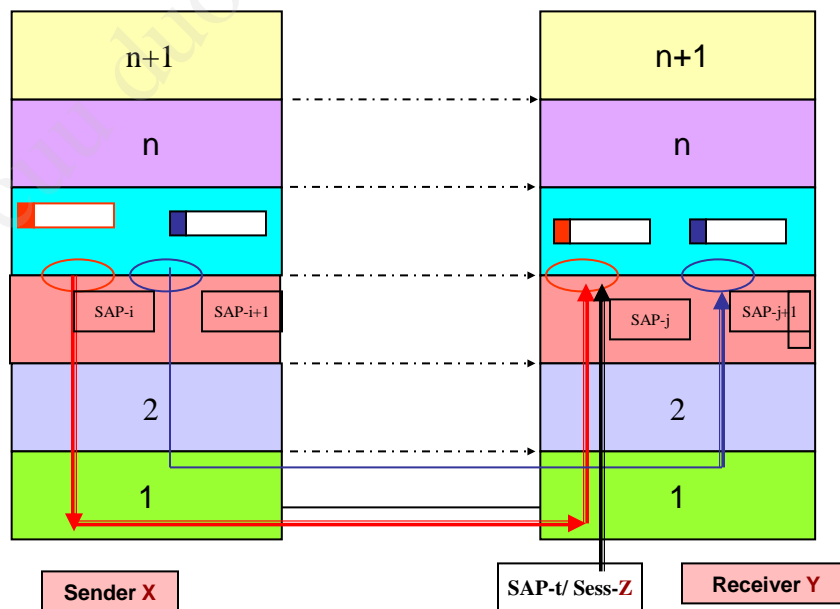 n+1
n+1
n
n
SAP-i
SAP-i+1
SAP-j
SAP-j+1
2
2
1
1
Sender X
SAP-t/ Sess-Z
Receiver Y